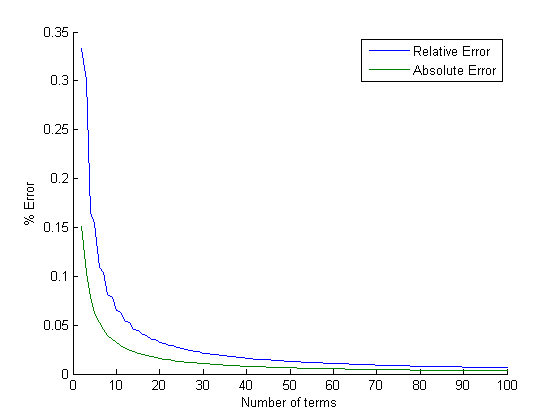 0.35
0.3
0.25
0.2
0.15
0.1
0.05
0
% Error
Relative Error
Absolute Error
0 10 20 30 40 50 60 70 80 90 100
Number of terms